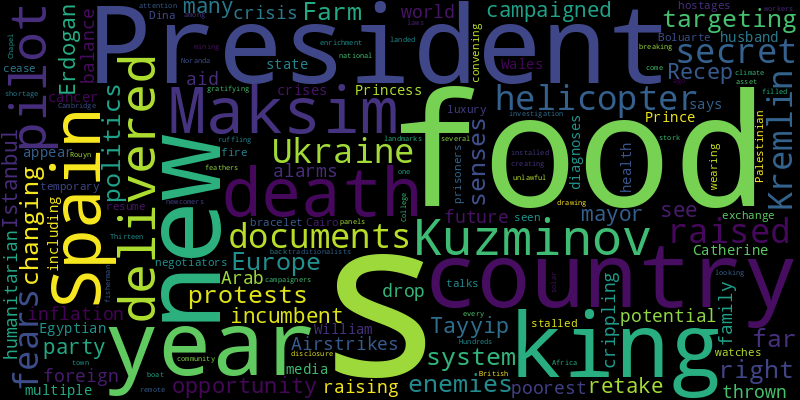 Dina
many
crisis
Farm
world
campaigned
hostages
workers
attention
among
laws
mining
landed
breaking
targeting
Chapel
Erdogan
balance
President
convening
secret
Boluarte
husband
pilot
cease
shortage
cancer
state
enrichment
national
Wales
Recep
says
aid
Noranda
come
asset
filled
climate
Maksim
crises
Princess
helicopter
Cambridge
gratifying
luxury
investigation
Prince
Kremlin
Spain
delivered
politics
new
ruffling
landmarks
several
senses
installed
creating
unlawful
stork
Palestinian
Istanbul
appear
fire
feathers
Ukraine
prisoners
diagnoses
health
wearing
food
temporary
Rouyn
alarms
one
drawing
resume
newcomers
death
future
seen
mayor
see
exchange
humanitarian
changing
including
Thirteen
bracelet
Cairo
panels
College
documents
backtraditionalists
Kuzminov
raised
Catherine
fears
fisherman
negotiators
campaigners
Europe
talks
every
country
looking
inflation
Arab
protests
drop
S
crippling
solar
Egyptian
incumbent
William
Tayyip
stalled
potential
family
far
party
year
Airstrikes
Hundreds
king
watches
foreign
community
disclosure
media
system
Africa
right
multiple
town
boat
remote
opportunity
raising
British
enemies
poorest
retake
thrown